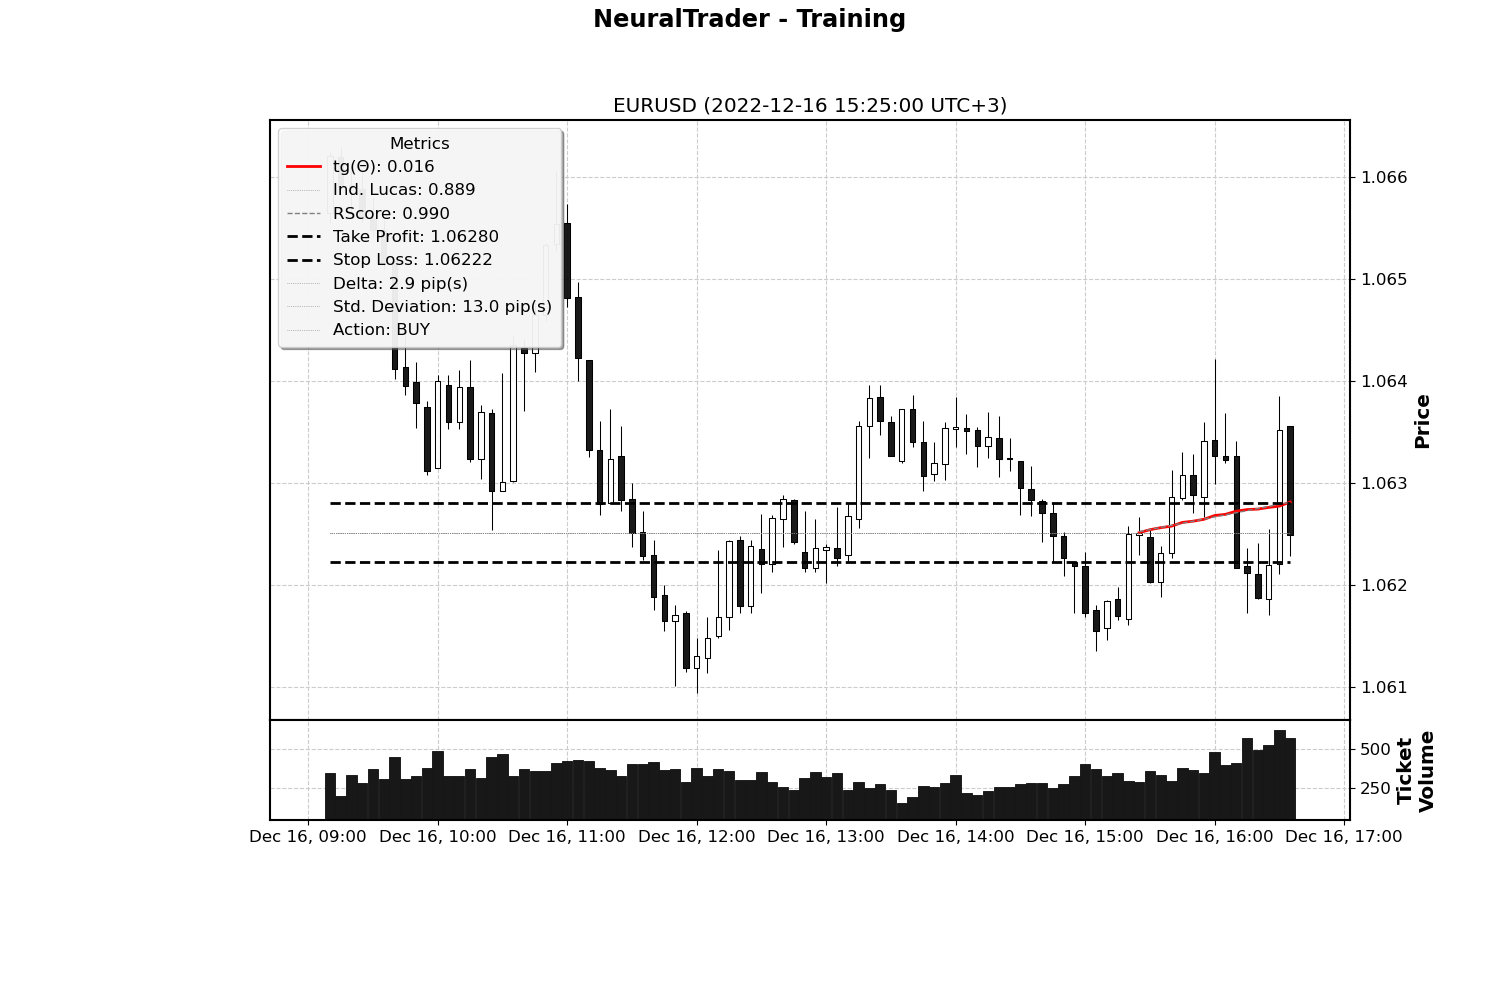 NeuralTrader - Training
EURUSD (2022-12-16 15:25:00 UTC+3)
Metrics
tg(Θ): 0.016
Ind. Lucas: 0.889
RScore: 0.990
Take Profit: 1.06280
Stop Loss: 1.06222
Delta: 2.9 pip(s)
Std. Deviation: 13.0 pip(s)
Action: BUY
1.066
1.065
1.064
1.063
1.062
1.061
Price
500
250
Ticket
Volume
Dec 16, 09:00
Dec 16, 10:00
Dec 16, 11:00
Dec 16, 12:00
Dec 16, 13:00
Dec 16, 14:00
Dec 16, 15:00
Dec 16, 16:00
Dec 16, 17:00